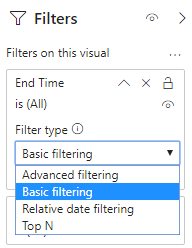 Filters
Filters on this visual
End Time
is (All)
Filter type
Basic filtering
Advanced filtering
Basic filtering
Relative date filtering
Top N